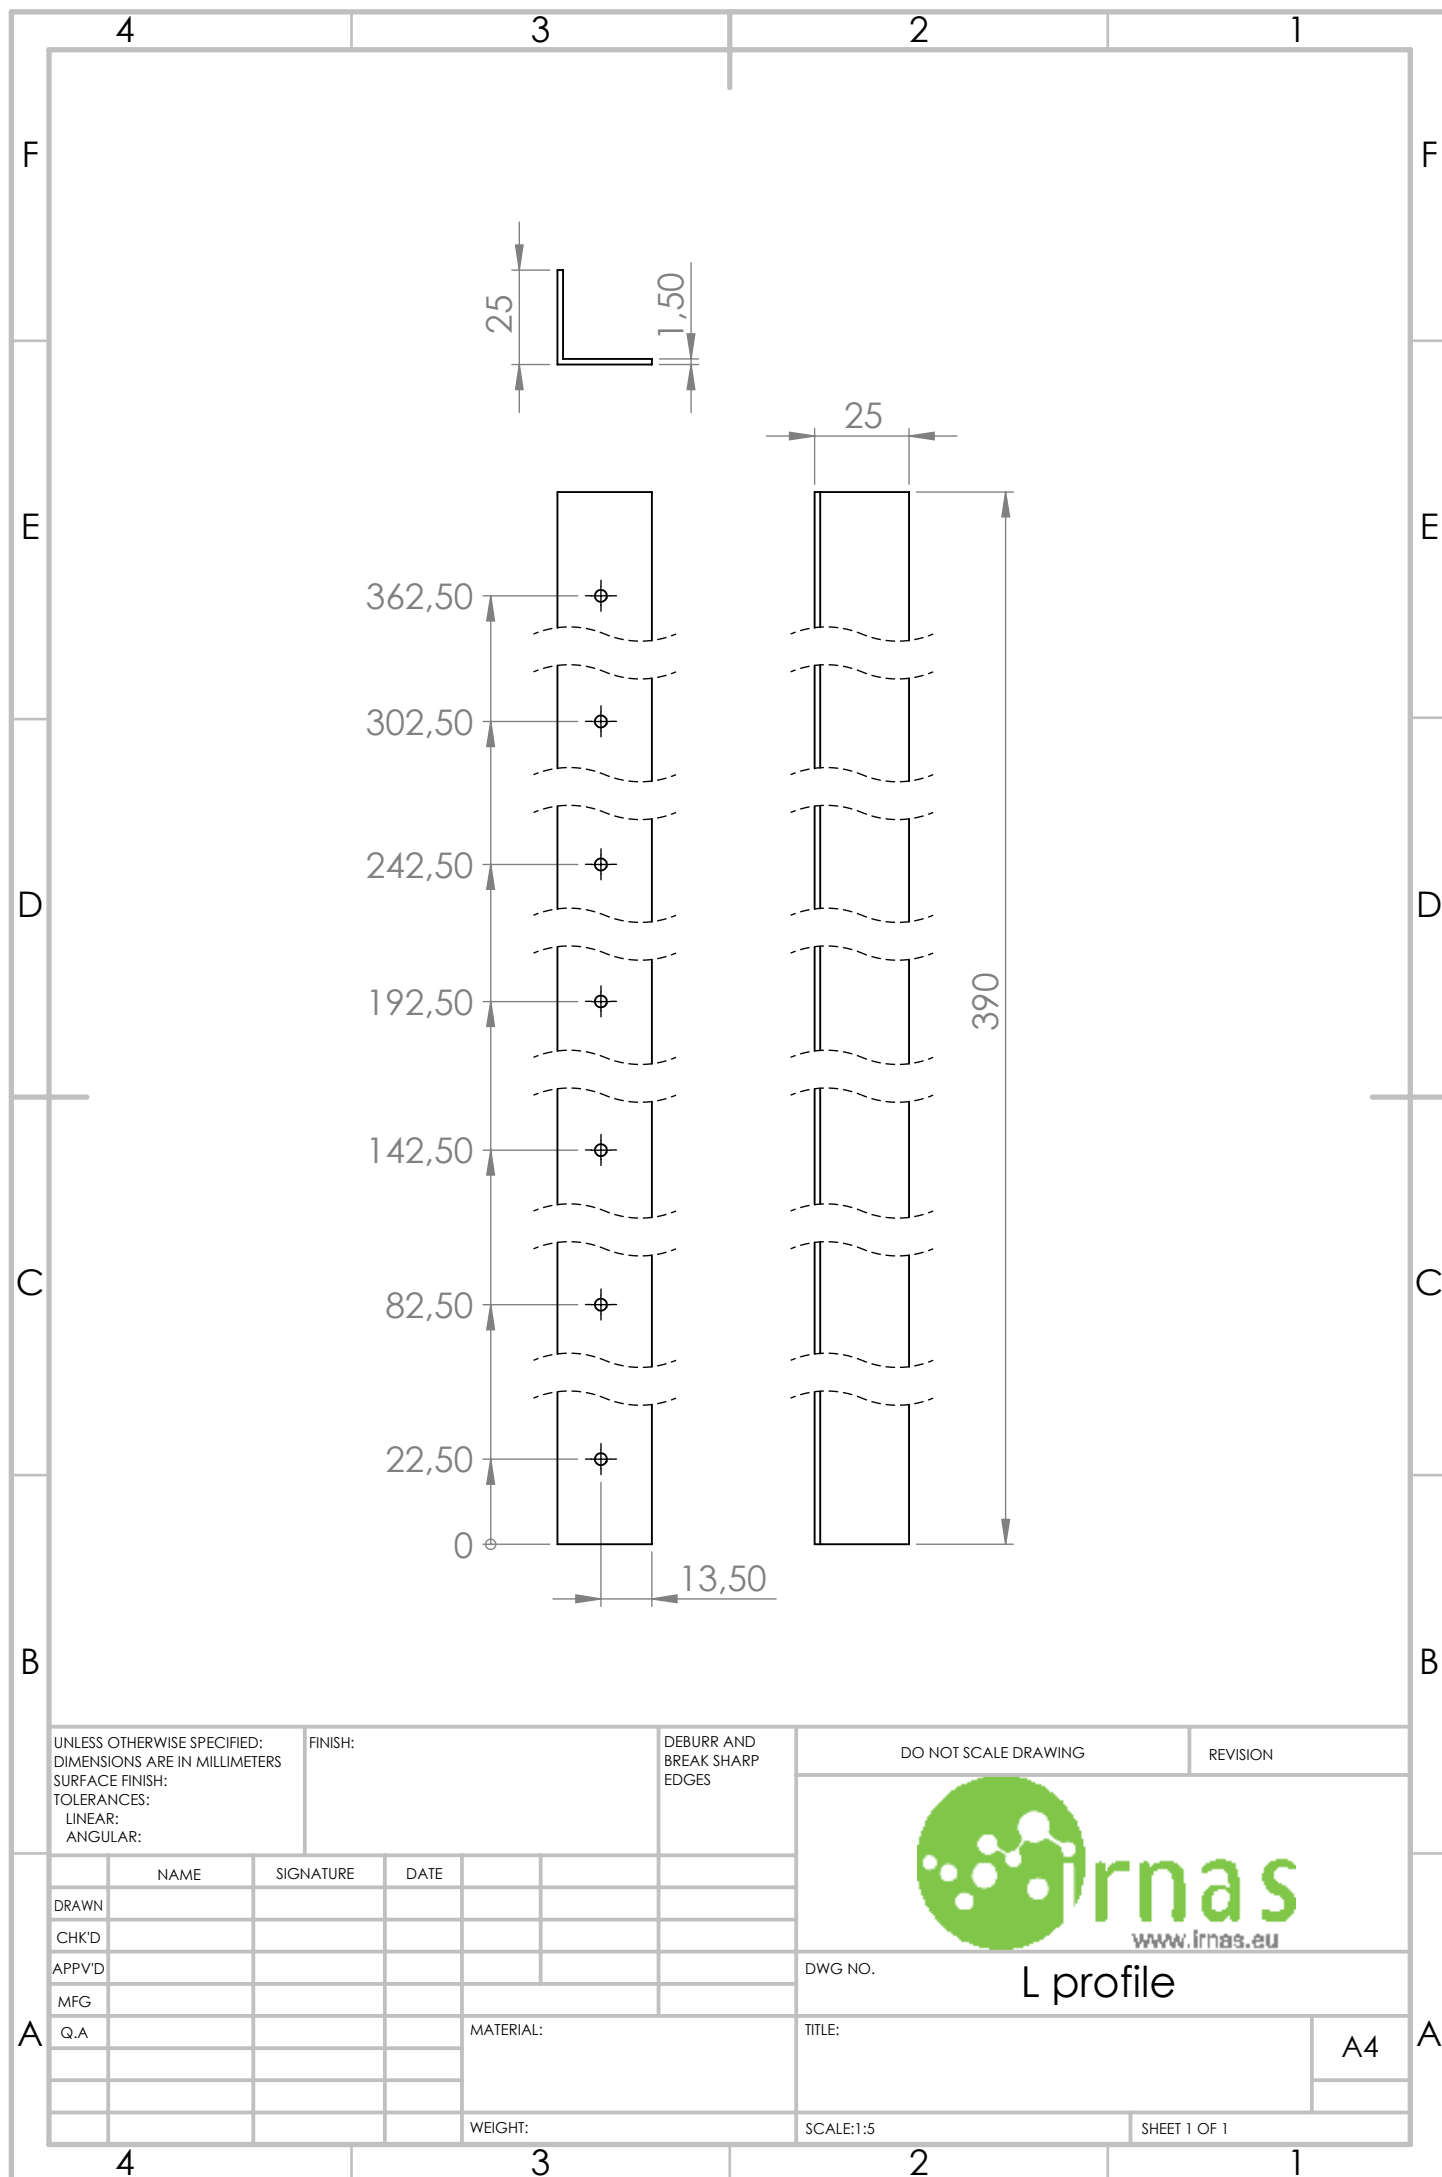 4 3 2 1
F F
25
1,50
25
E E
362,50
302,50
242,50
D D
192,50
390
142,50
C C
82,50
22,50
0
13,50
B B
UNLESS OTHERWISE SPECIFIED:
DIMENSIONS ARE IN MILLIMETERS
SURFACE FINISH:
TOLERANCES:
LINEAR:
ANGULAR:
FINISH:
DEBURR AND
BREAK SHARP
EDGES
DO NOT SCALE DRAWING
REVISION
NAME SIGNATURE DATE
DRAWN
CHK'D
APPV'D
MFG
Q.A
irnas
www.irnas.eu
DWG NO.
L profile
A A
MATERIAL:
TITLE:
A4
WEIGHT:
SCALE:1:5
SHEET 1 OF 1
4 3 2 1